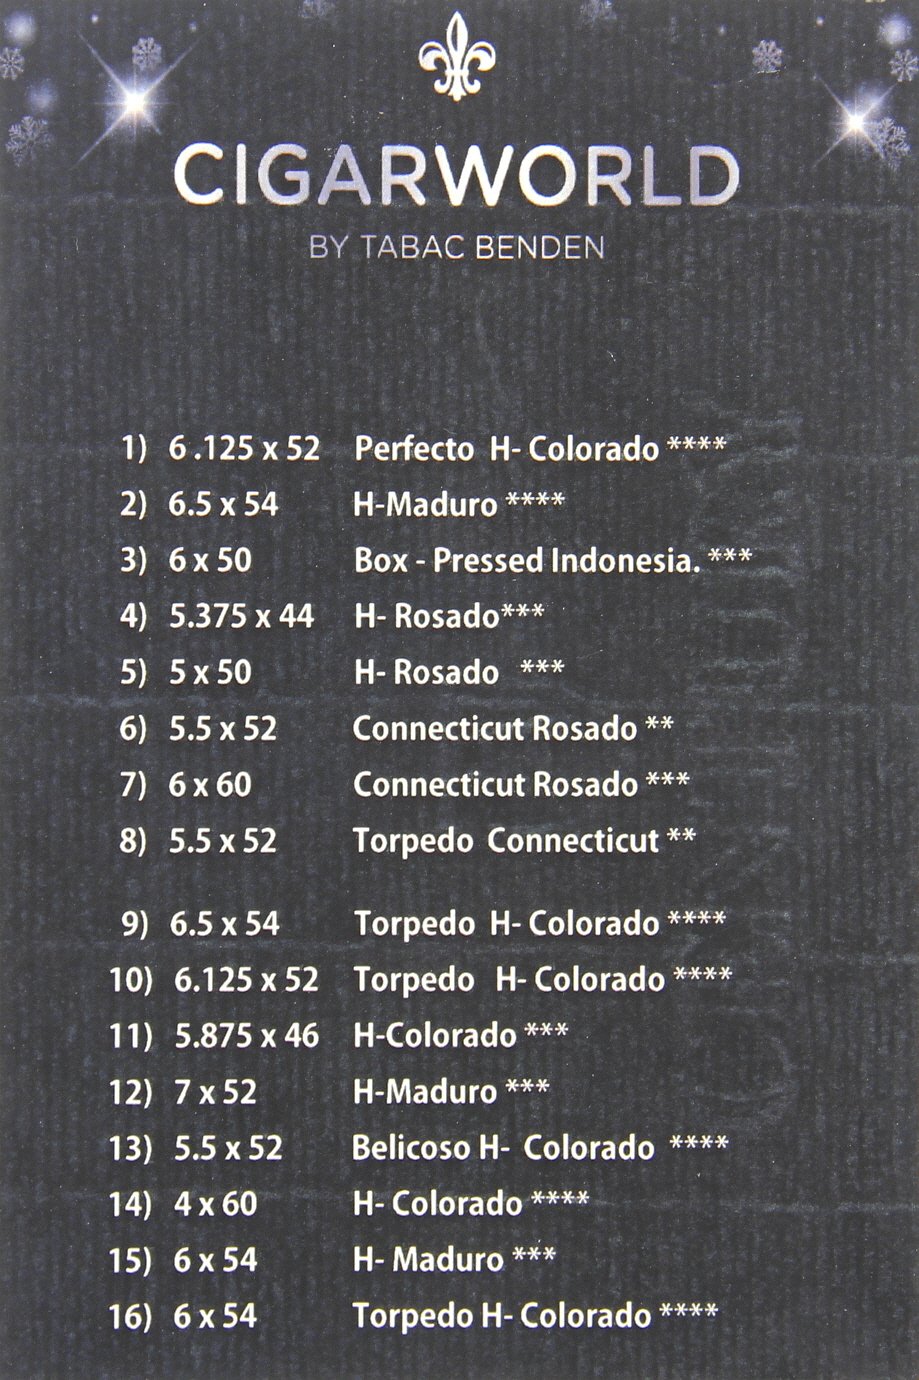 CIGARWORLD
BY TABAC BENDEN
1) 6 .125 x 52 Perfecto H- Colorado ****
2) 6.5 x 54 H-Maduro ****
3) 6 x 50 Box - Pressed Indonesia. ***
4) 5.375 x 44 H- Rosado***
5) 5 x 50 H- Rosado ***
6) 5.5 x 52 Connecticut Rosado **
7) 6 x 60 Connecticut Rosado ***
8) 5.5 x 52 Torpedo Connecticut **
9) 6.5 x 54 Torpedo H- Colorado ****
10) 6.125 x 52 Torpedo H- Colorado ****
11) 5.875 x 46 H-Colorado ***
12) 7 x 52 H-Maduro ***
13) 5.5 x 52 Belicoso H- Colorado ****
14) 4 x 60 H- Colorado ****
15) 6 x 54 H- Maduro ***
16) 6 x 54 Torpedo H- Colorado ****